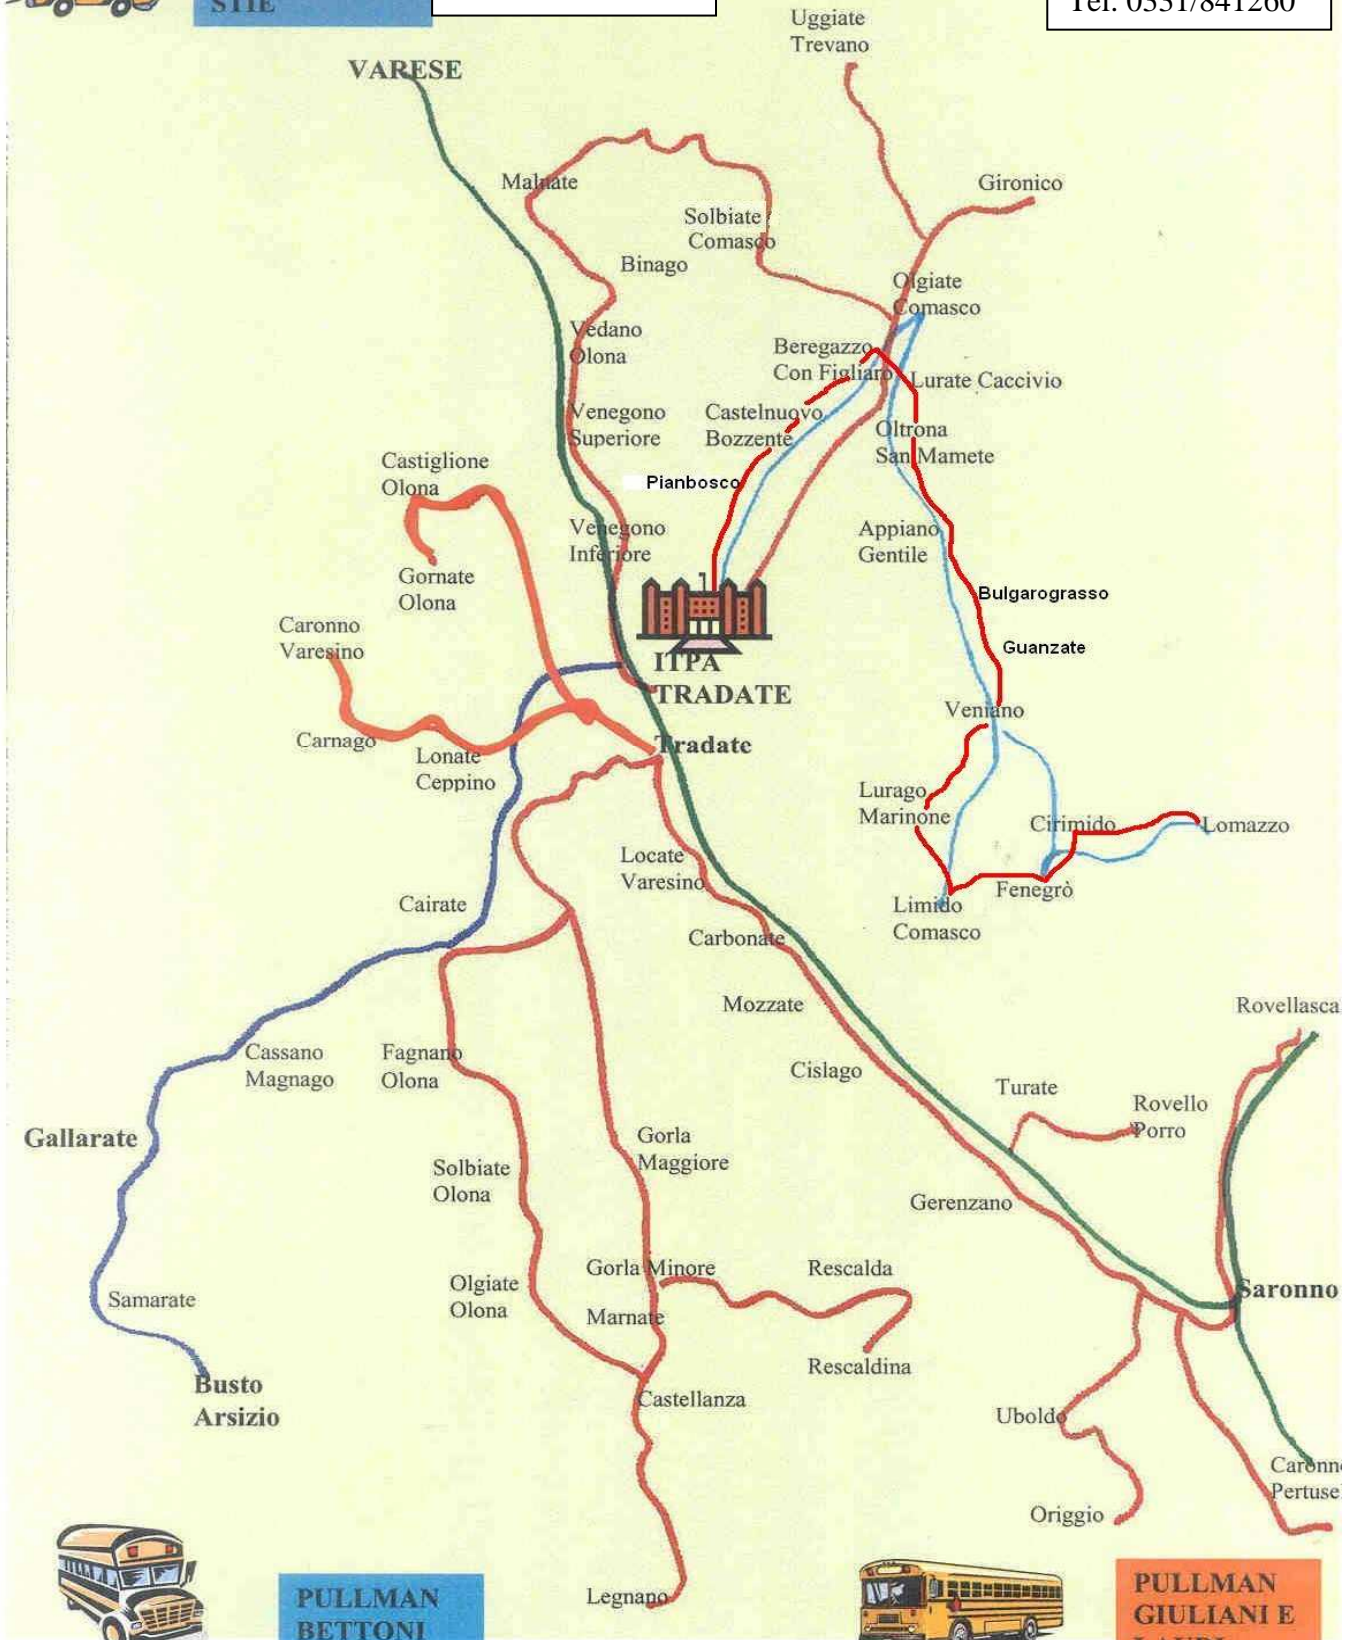 STIE
Tel. 0331/841260
Uggiate
Trevano
VARESE
Malnate
Gironico
Solbiate
Comasco
Binago
Olgiate
Comasco
Vedano
Olona
Beregazzo
Con Figliaro
Lurate Caccivio
Venegono
Superiore
Castelnuovo
Bozzente
Oltrona
San Mamete
Castiglione
Olona
Pianbosco
Venegono
Inferiore
Appiano
Gentile
Gornate
Olona
Bulgarograsso
Caronno
Varesino
Guanzate
ITPA
TRADATE
Veniano
Carnago
Lonate
Ceppino
Tradate
Lurago
Marinone
Cirimido
Lomazzo
Locate
Varesino
Fenegrò
Cairate
Limido
Comasco
Carbonate
Mozzate
Rovellasca
Cassano
Magnago
Fagnano
Olona
Cislago
Turate
Rovello
Porro
Gallarate
Gorla
Maggiore
Solbiate
Olona
Gerenzano
Gorla Minore
Rescalda
Olgiate
Olona
Samarate
Marnate
Saronno
Rescaldina
Busto
Arsizio
Castellanza
Uboldo
Caronn
Pertuse
Origgio
Legnano
PULLMAN
BETTONI
PULLMAN
GIULIANI E